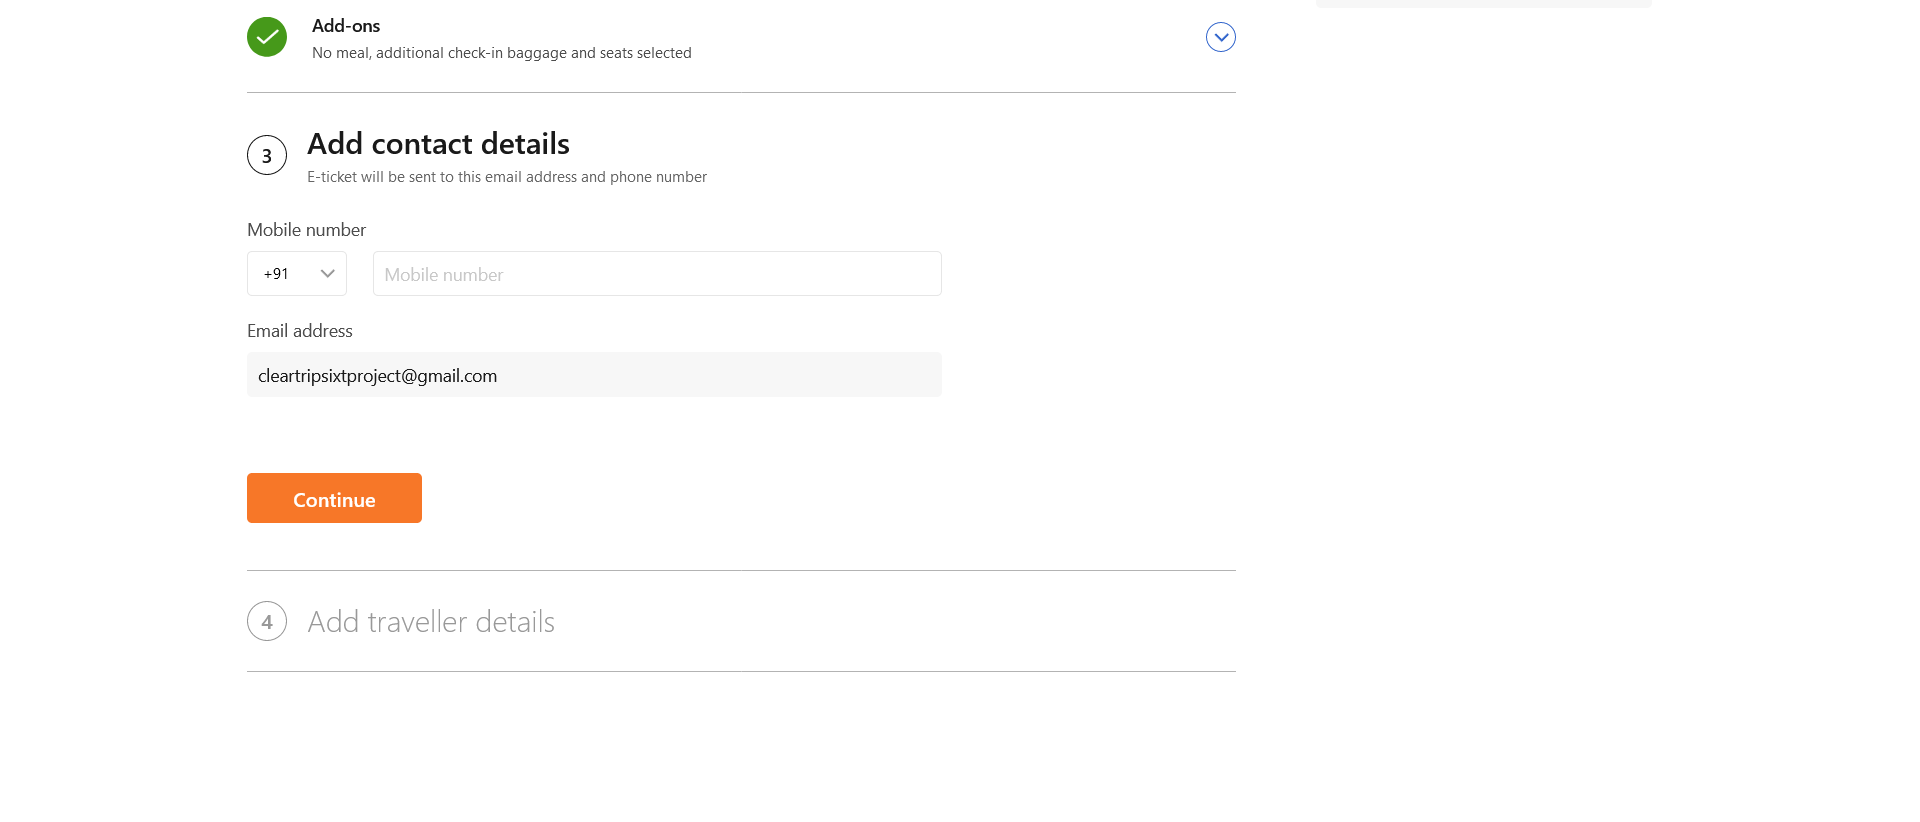 Add-ons
No meal, additional check-in baggage and seats selected
3
Add contact details
E-ticket will be sent to this email address and phone number
Mobile number
+91
Mobile number
Email address
cleartripsixtproject@gmail.com
Continue
4
Add traveller details